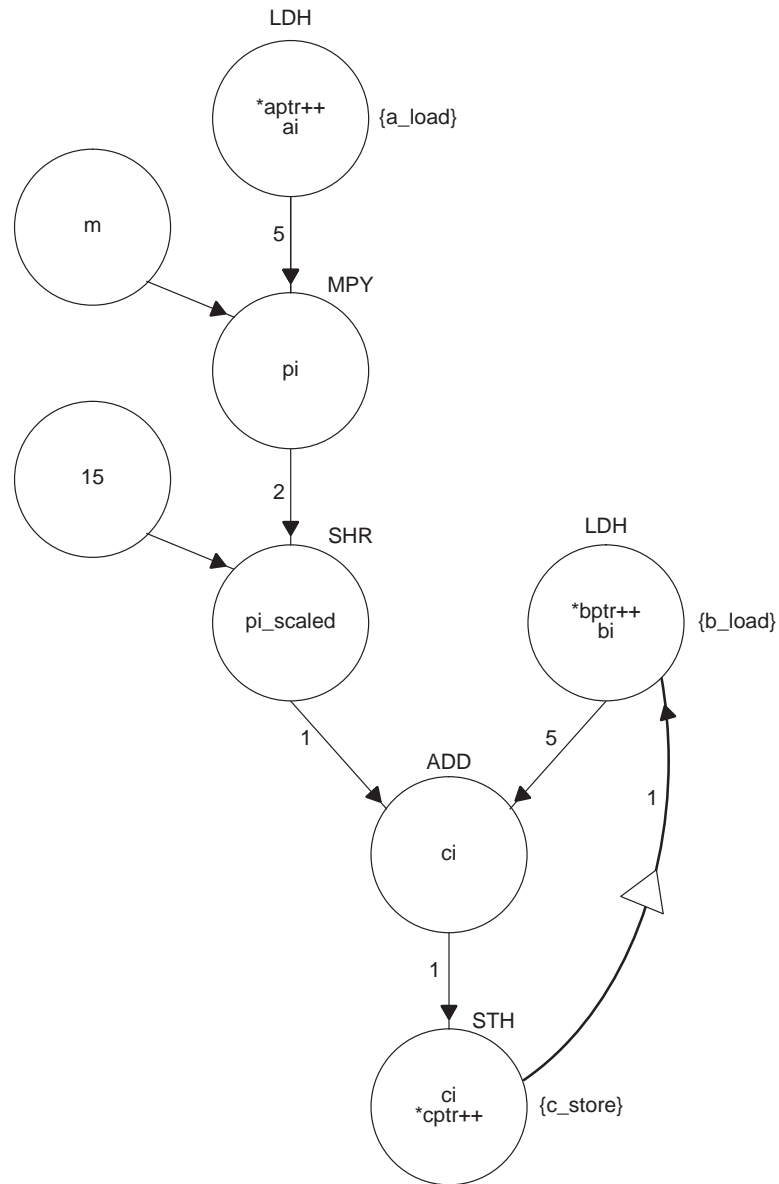 LDH
*aptr++
ai
{a_load}
m
5
MPY
pi
15
2
SHR
LDH
pi_scaled
*bptr++
bi
{b_load}
1
5
ADD
1
ci
1
STH
ci
*cptr++
{c_store}